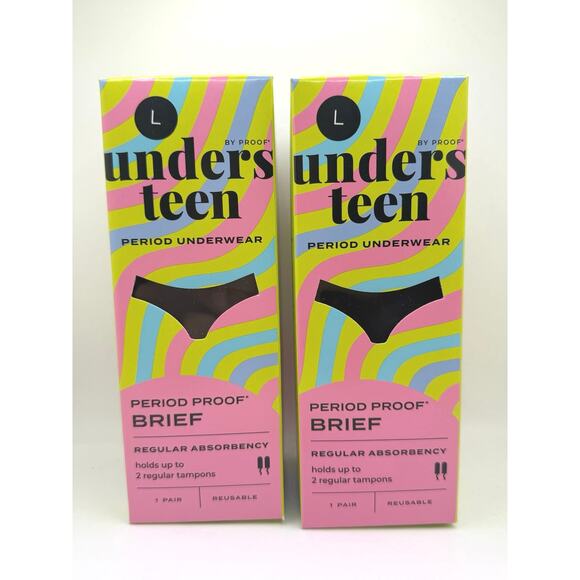 L
BY PROOF®
unders
teen
PERIOD UNDERWEAR
PERIOD PROOF®
BRIEF
REGULAR ABSORBENCY
holds up to
2 regular tampons
1 PAIR
REUSABLE
L
BY PROOF®
unders
teen
PERIOD UNDERWEAR
PERIOD PROOF®
BRIEF
REGULAR ABSORBENCY
holds up to
2 regular tampons
1 PAIR
REUSABLE